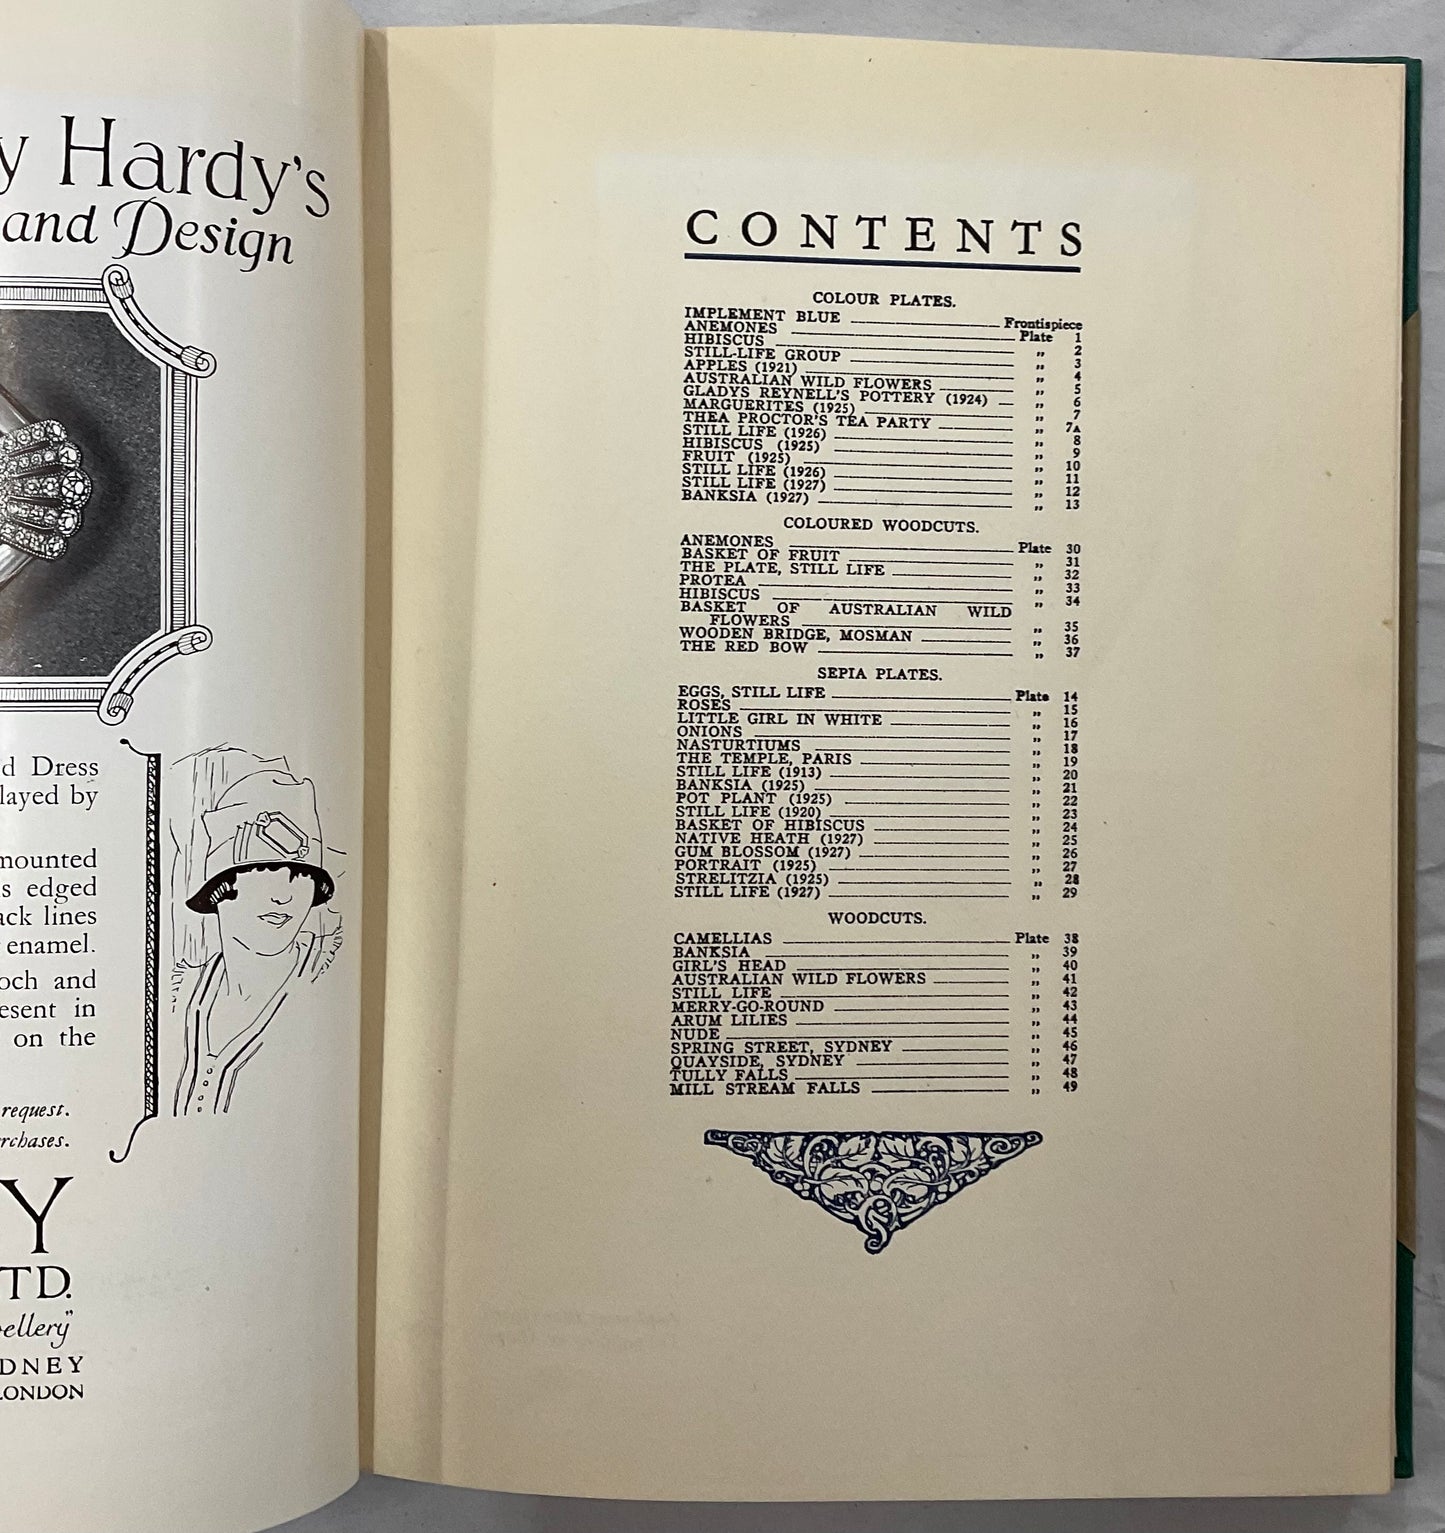 y Hardy's
and Design
d Dress
layed by
mounted
s edged
ack lines
enamel.
och and
esent in
on the
request.
rchases.
Y
TD.
ellery"
DNEY
LONDON
CONTENTS
COLOUR PLATES.
IMPLEMENT BLUE Frontispiece
ANEMONES Plate 1
HIBISCUS „ 2
STILL-LIFE GROUP „ 3
APPLES (1921) „ 4
AUSTRALIAN WILD FLOWERS „ 5
GLADYS REYNELL'S POTTERY (1924) „ 6
MARGUERITES (1925) „ 7
THEA PROCTOR'S TEA PARTY „ 7A
STILL LIFE (1926) „ 8
HIBISCUS (1925) „ 9
FRUIT (1925) „ 10
STILL LIFE (1926) „ 11
STILL LIFE (1927) „ 12
BANKSIA (1927) „ 13
COLOURED WOODCUTS.
ANEMONES Plate 30
BASKET OF FRUIT „ 31
THE PLATE, STILL LIFE „ 32
PROTEA „ 33
HIBISCUS „ 34
BASKET OF AUSTRALIAN WILD
FLOWERS „ 35
WOODEN BRIDGE, MOSMAN „ 36
THE RED BOW „ 37
SEPIA PLATES.
EGGS, STILL LIFE Plate 14
ROSES „ 15
LITTLE GIRL IN WHITE „ 16
ONIONS „ 17
NASTURTIUMS „ 18
THE TEMPLE, PARIS „ 19
STILL LIFE (1913) „ 20
BANKSIA (1925) „ 21
POT PLANT (1925) „ 22
STILL LIFE (1920) „ 23
BASKET OF HIBISCUS „ 24
NATIVE HEATH (1927) „ 25
GUM BLOSSOM (1927) „ 26
PORTRAIT (1925) „ 27
STRELITZIA (1925) „ 28
STILL LIFE (1927) „ 29
WOODCUTS.
CAMELLIAS Plate 38
BANKSIA „ 39
GIRL'S HEAD „ 40
AUSTRALIAN WILD FLOWERS „ 41
STILL LIFE „ 42
MERRY-GO-ROUND „ 43
ARUM LILIES „ 44
NUDE „ 45
SPRING STREET, SYDNEY „ 46
QUAYSIDE, SYDNEY „ 47
TULLY FALLS „ 48
MILL STREAM FALLS „ 49